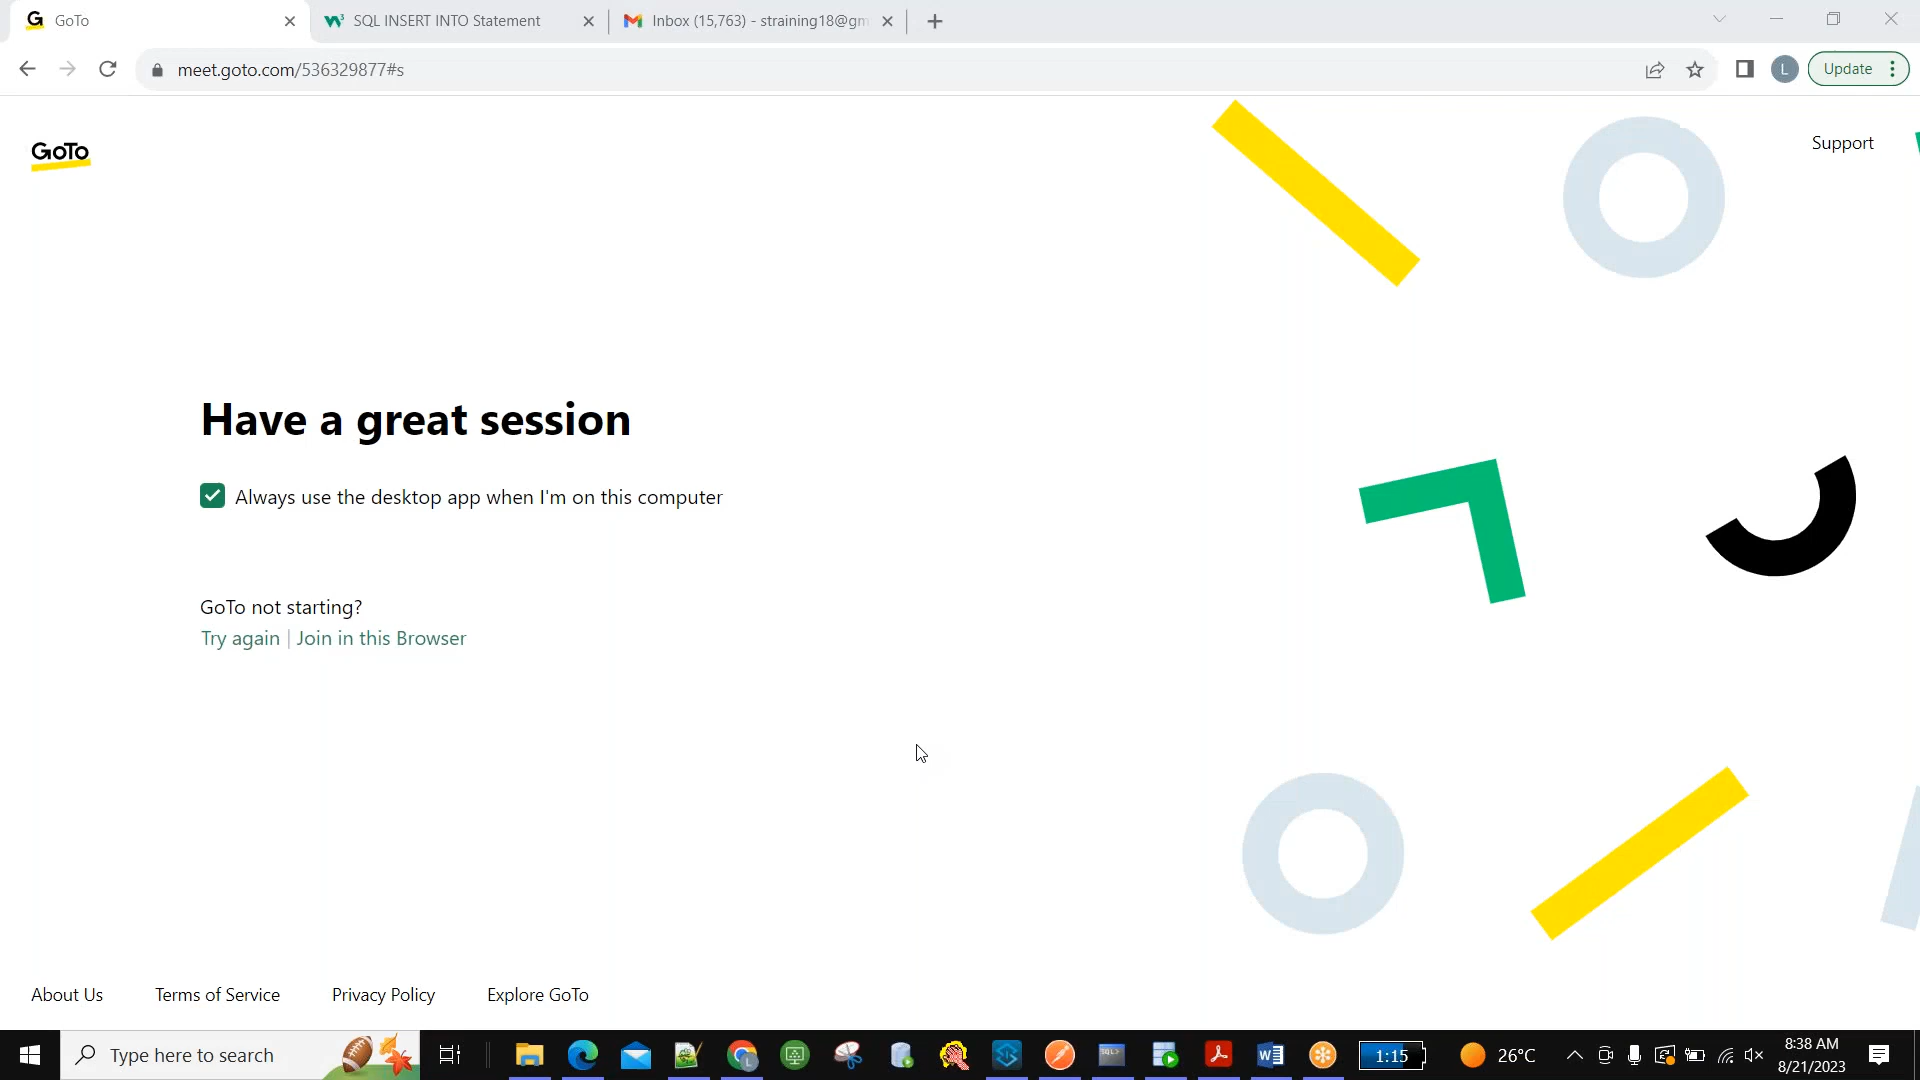 GoTo
SQL INSERT INTO Statement
Inbox (15,763) - straining18@gm
meet.goto.com/536329877#s
L
Update
GoTo
Support
Have a great session
Always use the desktop app when I'm on this computer
GoTo not starting?
Try again | Join in this Browser
About Us
Terms of Service
Privacy Policy
Explore GoTo
Type here to search
1:15
26°C
8:38 AM
8/21/2023